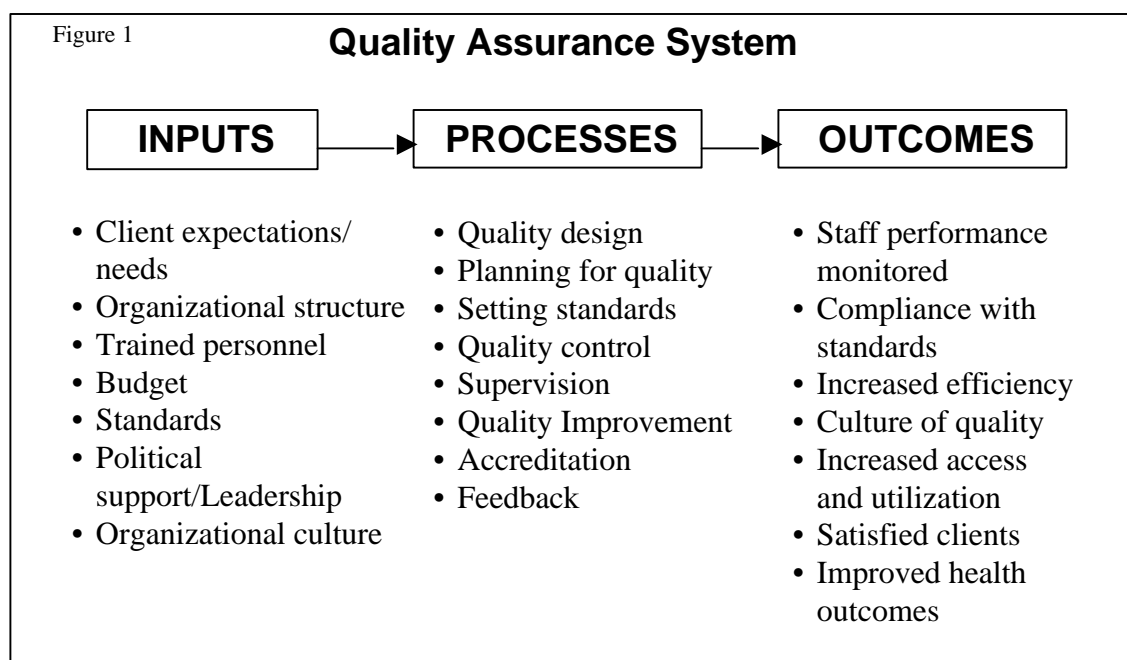 Figure 1
Quality Assurance System
INPUTS
PROCESSES
OUTCOMES
• Client expectations/
needs
• Organizational structure
• Trained personnel
• Budget
• Standards
• Political
support/Leadership
• Organizational culture
• Quality design
• Planning for quality
• Setting standards
• Quality control
• Supervision
• Quality Improvement
• Accreditation
• Feedback
• Staff performance
monitored
• Compliance with
standards
• Increased efficiency
• Culture of quality
• Increased access
and utilization
• Satisfied clients
• Improved health
outcomes